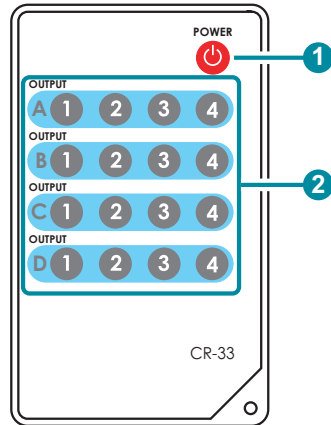 POWER
1
OUTPUT
A 1 2 3 4
2
OUTPUT
B 1 2 3 4
OUTPUT
C 1 2 3 4
OUTPUT
D 1 2 3 4
CR-33